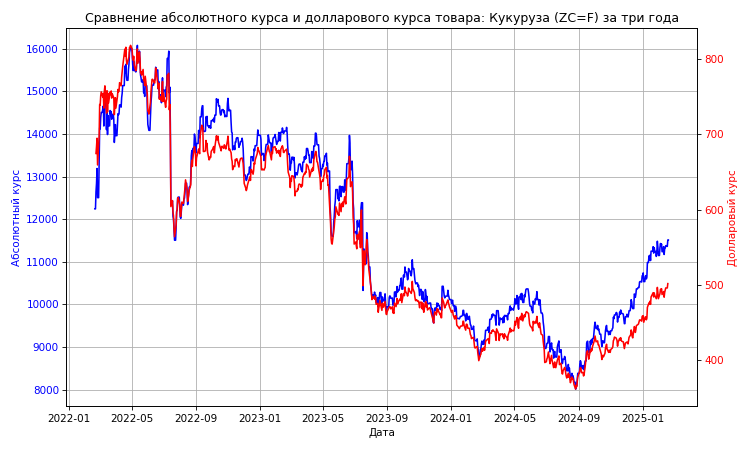 Сравнение абсолютного курса и долларового курса товара: Кукуруза (ZC=F) за три года
Абсолютный курс
16000
15000
14000
13000
12000
11000
10000
9000
8000
800
700
600
500
400
Долларовый курс
2022-01 2022-05 2022-09 2023-01 2023-05 2023-09 2024-01 2024-05 2024-09 2025-01
Дата